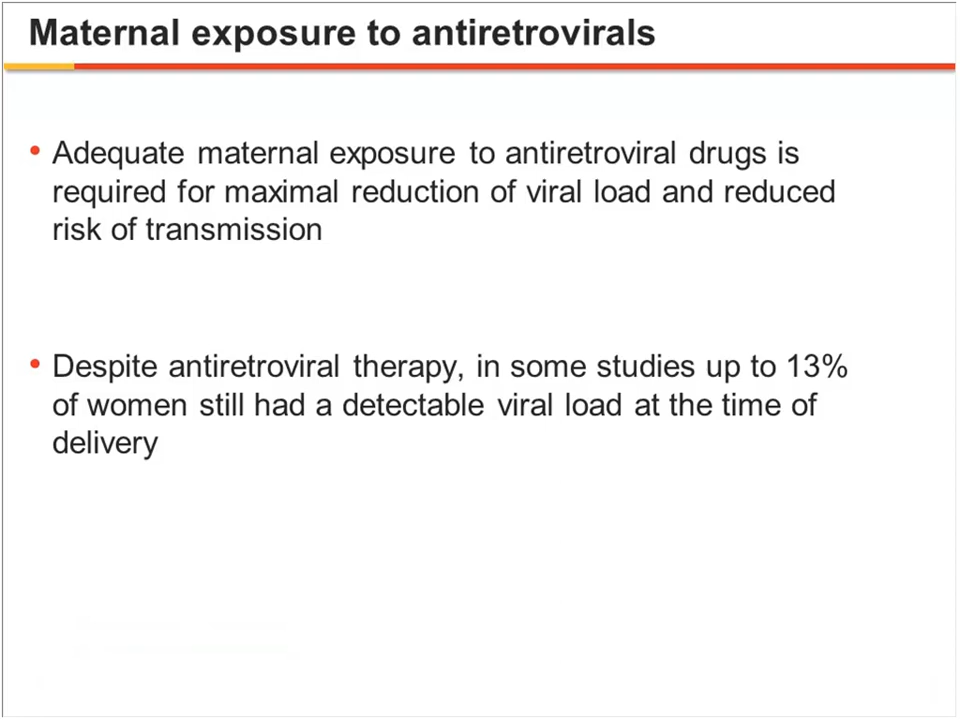 Maternal exposure to antiretrovirals
• Adequate maternal exposure to antiretroviral drugs is
required for maximal reduction of viral load and reduced
risk of transmission
• Despite antiretroviral therapy, in some studies up to 13%
of women still had a detectable viral load at the time of
delivery